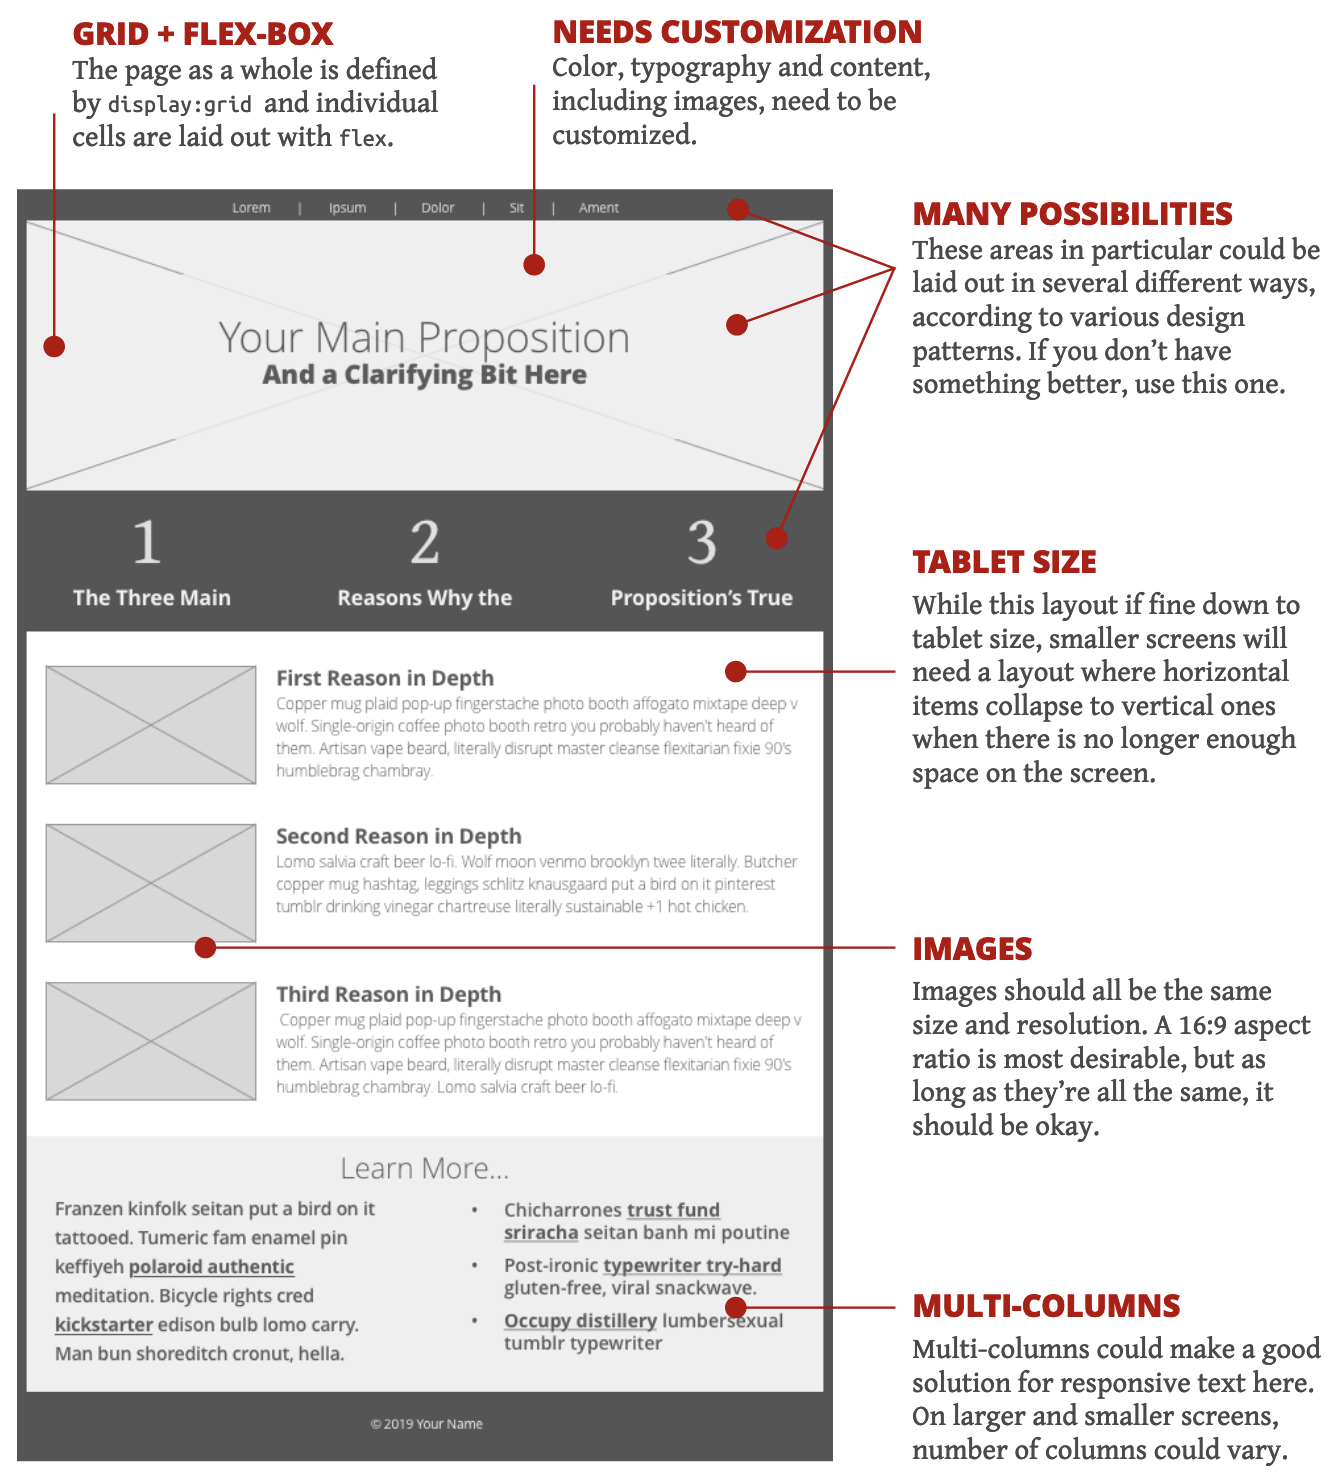 GRID + FLEX-BOX
The page as a whole is defined
by display:grid and individual
cells are laid out with flex.
NEEDS CUSTOMIZATION
Color, typography and content,
including images, need to be
customized.
Lorem | Ipsum | Dolor | Sit | Ament
Your Main Proposition
And a Clarifying Bit Here
MANY POSSIBILITIES
These areas in particular could be
laid out in several different ways,
according to various design
patterns. If you don't have
something better, use this one.
1 2 3
The Three Main Reasons Why the Proposition's True
TABLET SIZE
While this layout if fine down to
tablet size, smaller screens will
need a layout where horizontal
items collapse to vertical ones
when there is no longer enough
space on the screen.
First Reason in Depth
Copper mug plaid pop-up fingerstache photo booth affogato mixtape deep v
wolf. Single-origin coffee photo booth retro you probably haven't heard of
them. Artisan vape beard, literally disrupt master cleanse flexitarian fixie 90's
humblebrag chambray.
Second Reason in Depth
Lomo salvia craft beer lo-fi. Wolf moon venmo brooklyn twee literally. Butcher
copper mug hashtag, leggings schlitz knausgaard put a bird on it pinterest
tumblr drinking vinegar chartreuse literally sustainable +1 hot chicken.
IMAGES
Images should all be the same
size and resolution. A 16:9 aspect
ratio is most desirable, but as
long as they're all the same, it
should be okay.
Third Reason in Depth
Copper mug plaid pop-up fingerstache photo booth affogato mixtape deep v
wolf. Single-origin coffee photo booth retro you probably haven't heard of
them. Artisan vape beard, literally disrupt master cleanse flexitarian fixie 90's
humblebrag chambray. Lomo salvia craft beer lo-fi.
Learn More...
Franzen kinfolk seitan put a bird on it
tattooed. Tumeric fam enamel pin
keffiyeh polaroid authentic
meditation. Bicycle rights cred
kickstarter edison bulb lomo carry.
Man bun shoreditch cronut, hella.
• Chicharrones trust fund
sriracha seitan banh mi poutine
• Post-ironic typewriter try-hard
gluten-free, viral snackwave.
• Occupy distillery lumbersexual
tumblr typewriter
MULTI-COLUMNS
Multi-columns could make a good
solution for responsive text here.
On larger and smaller screens,
number of columns could vary.
© 2019 Your Name